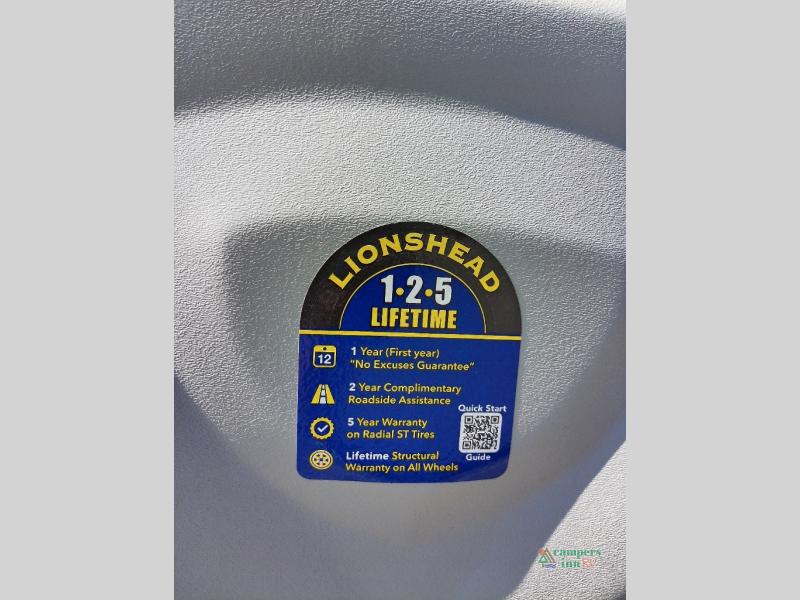 LIONSHEAD
1•2•5
LIFETIME
12
1 Year (First year)
"No Excuses Guarantee"
2 Year Complimentary
Roadside Assistance
5 Year Warranty
on Radial ST Tires
Lifetime Structural
Warranty on All Wheels
Quick Start
Guide
campers
inn RV